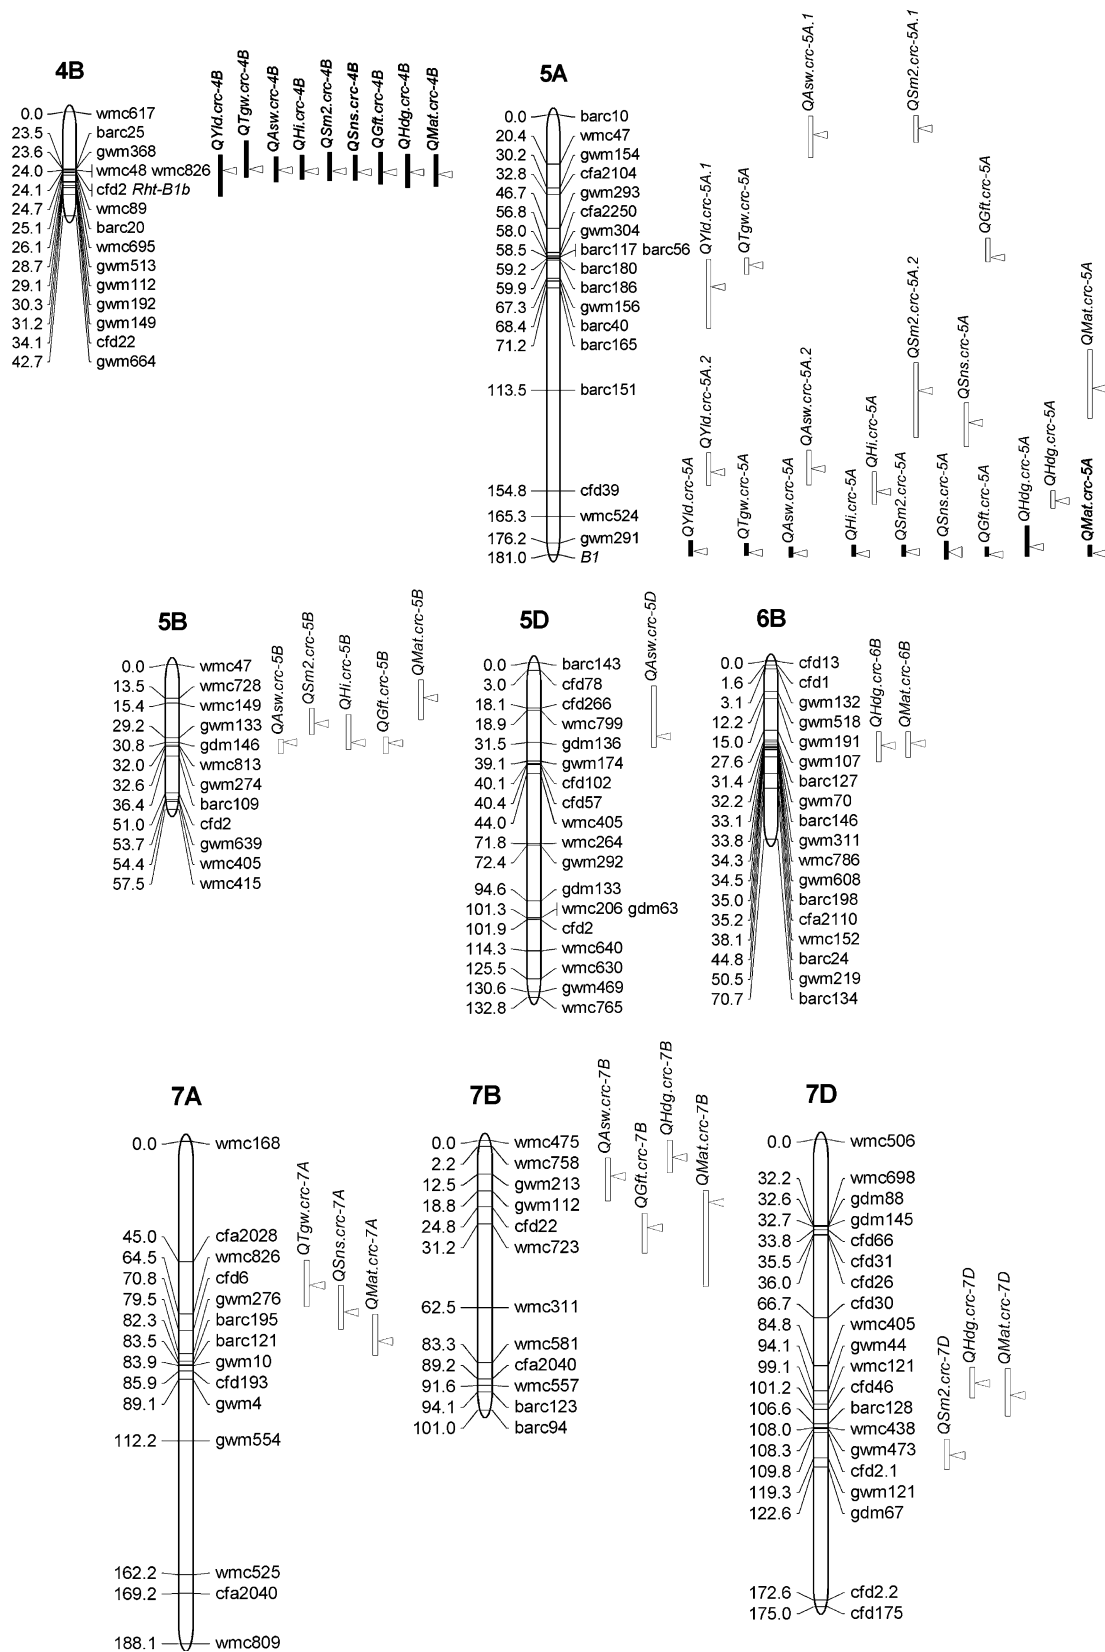 4B
0.0 wmc617
23.5 barc25
23.6 gwm368
24.0 wmc48 wmc826
24.1 cfd2 Rht-B1b
24.7 wmc89
25.1 barc20
26.1 wmc695
28.7 gwm513
29.1 gwm112
30.3 gwm192
31.2 gwm149
34.1 cfd22
42.7 gwm664
QYld.crc-4B
QTgw.crc-4B
QAsw.crc-4B
QHi.crc-4B
QSm2.crc-4B
QSns.crc-4B
QGft.crc-4B
QHdg.crc-4B
QMat.crc-4B
5A
0.0 barc10
20.4 wmc47
30.2 gwm154
32.8 cfa2104
46.7 gwm293
56.8 cfa2250
58.0 gwm304
58.5 barc117 barc56
59.2 barc180
59.9 barc186
67.3 gwm156
68.4 barc40
71.2 barc165
113.5 barc151
154.8 cfd39
165.3 wmc524
176.2 gwm291
181.0 B1
QAsw.crc-5A.1
QSm2.crc-5A.1
QYld.crc-5A.1
QTgw.crc-5A
QGft.crc-5A
QSm2.crc-5A.2
QSns.crc-5A
QMat.crc-5A
QYld.crc-5A.2
QAsw.crc-5A.2
QHi.crc-5A
QHdg.crc-5A
QYld.crc-5A
QTgw.crc-5A
QAsw.crc-5A
QHi.crc-5A
QSm2.crc-5A
QSns.crc-5A
QGft.crc-5A
QHdg.crc-5A
QMat.crc-5A
5B
0.0 wmc47
13.5 wmc728
15.4 wmc149
29.2 gwm133
30.8 gdm146
32.0 wmc813
32.6 gwm274
36.4 barc109
51.0 cfd2
53.7 gwm639
54.4 wmc405
57.5 wmc415
QAsw.crc-5B
QSm2.crc-5B
QHi.crc-5B
QGft.crc-5B
QMat.crc-5B
5D
0.0 barc143
3.0 cfd78
18.1 cfd266
18.9 wmc799
31.5 gdm136
39.1 gwm174
40.1 cfd102
40.4 cfd57
44.0 wmc405
71.8 wmc264
72.4 gwm292
94.6 gdm133
101.3 wmc206 gdm63
101.9 cfd2
114.3 wmc640
125.5 wmc630
130.6 gwm469
132.8 wmc765
QAsw.crc-5D
6B
0.0 cfd13
1.6 cfd1
3.1 gwm132
12.2 gwm518
15.0 gwm191
27.6 gwm107
31.4 barc127
32.2 gwm70
33.1 barc146
33.8 gwm311
34.3 wmc786
34.5 gwm608
35.0 barc198
35.2 cfa2110
38.1 wmc152
44.8 barc24
50.5 gwm219
70.7 barc134
QHdg.crc-6B
QMat.crc-6B
7A
0.0 wmc168
45.0 cfa2028
64.5 wmc826
70.8 cfd6
79.5 gwm276
82.3 barc195
83.5 barc121
83.9 gwm10
85.9 cfd193
89.1 gwm4
112.2 gwm554
162.2 wmc525
169.2 cfa2040
188.1 wmc809
QTgw.crc-7A
QSns.crc-7A
QMat.crc-7A
7B
0.0 wmc475
2.2 wmc758
12.5 gwm213
18.8 gwm112
24.8 cfd22
31.2 wmc723
62.5 wmc311
83.3 wmc581
89.2 cfa2040
91.6 wmc557
94.1 barc123
101.0 barc94
QAsw.crc-7B
QGft.crc-7B
QHdg.crc-7B
QMat.crc-7B
7D
0.0 wmc506
32.2 wmc698
32.6 gdm88
32.7 gdm145
33.8 cfd66
35.5 cfd31
36.0 cfd26
66.7 cfd30
84.8 wmc405
94.1 gwm44
99.1 wmc121
101.2 cfd46
106.6 barc128
108.0 wmc438
108.3 gwm473
109.8 cfd2.1
119.3 gwm121
122.6 gdm67
172.6 cfd2.2
175.0 cfd175
QSm2.crc-7D
QHdg.crc-7D
QMat.crc-7D